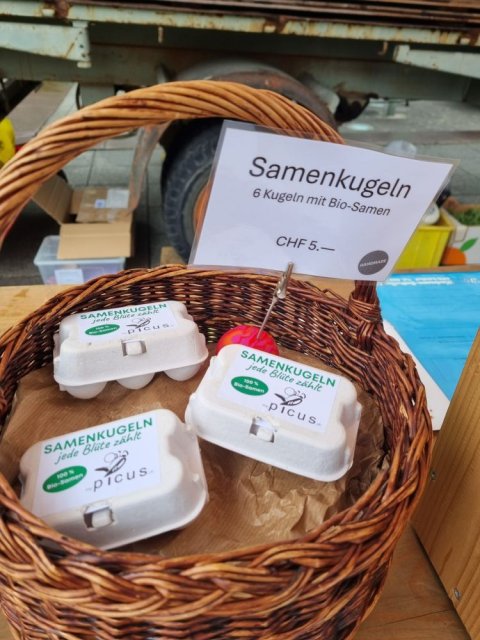 Samenkugeln
6 Kugeln mit Bio-Samen
CHF 5.—
HANDMADE
SAMENKUGELN
jede Blüte zählt
100 %
Bio-Samen
picus
SAMENKUGELN
jede Blüte zählt
100 %
Bio-Samen
picus
SAMENKUGELN
jede Blüte zählt
100 %
Bio-Samen
picus